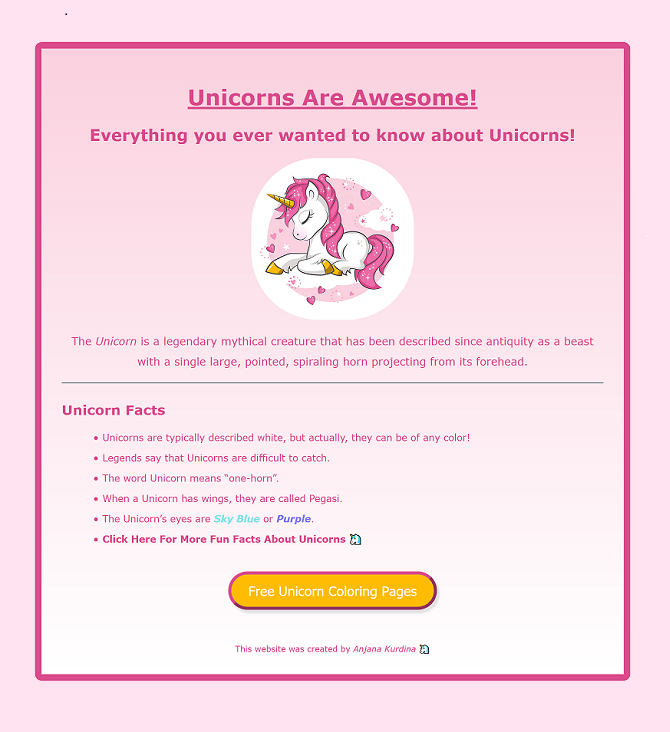 Unicorns Are Awesome!
Everything you ever wanted to know about Unicorns!
The Unicorn is a legendary mythical creature that has been described since antiquity as a beast
with a single large, pointed, spiraling horn projecting from its forehead.
Unicorn Facts
• Unicorns are typically described white, but actually, they can be of any color!
• Legends say that Unicorns are difficult to catch.
• The word Unicorn means “one-horn”.
• When a Unicorn has wings, they are called Pegasi.
• The Unicorn’s eyes are Sky Blue or Purple.
• Click Here For More Fun Facts About Unicorns 🦄
Free Unicorn Coloring Pages
This website was created by Anjana Kurdina 🦄